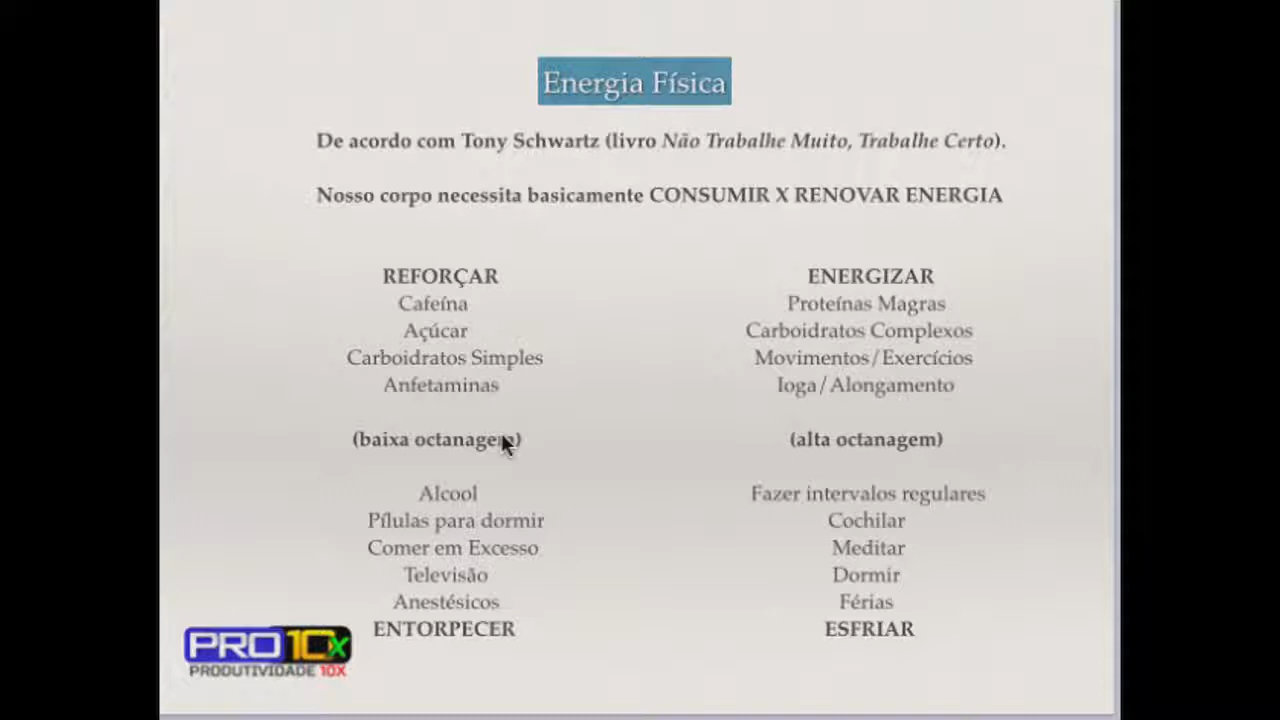 Energia Física
De acordo com Tony Schwartz (livro Não Trabalhe Muito, Trabalhe Certo).
Nosso corpo necessita basicamente CONSUMIR X RENOVAR ENERGIA
REFORÇAR
Cafeína
Açúcar
Carboidratos Simples
Anfetaminas
(baixa octanagem)
Alcool
Pílulas para dormir
Comer em Excesso
Televisão
Anestésicos
ENTORPECER
ENERGIZAR
Proteínas Magras
Carboidratos Complexos
Movimentos/Exercícios
Ioga/Alongamento
(alta octanagem)
Fazer intervalos regulares
Cochilar
Meditar
Dormir
Férias
ESFRIAR
PRO10x
PRODUTIVIDADE 10X